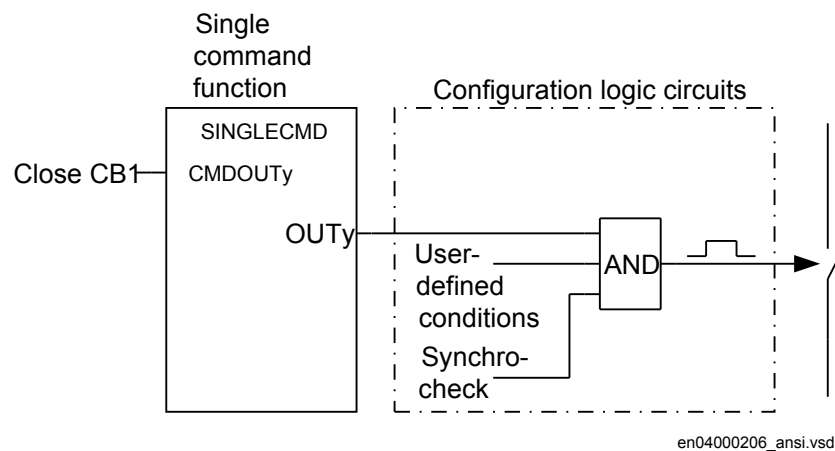 Single
command
function
Configuration logic circuits
SINGLECMD
Close CB1
CMDOUTy
OUTy
User-
defined
conditions
AND
Synchro-
check
en04000206_ansi.vsd